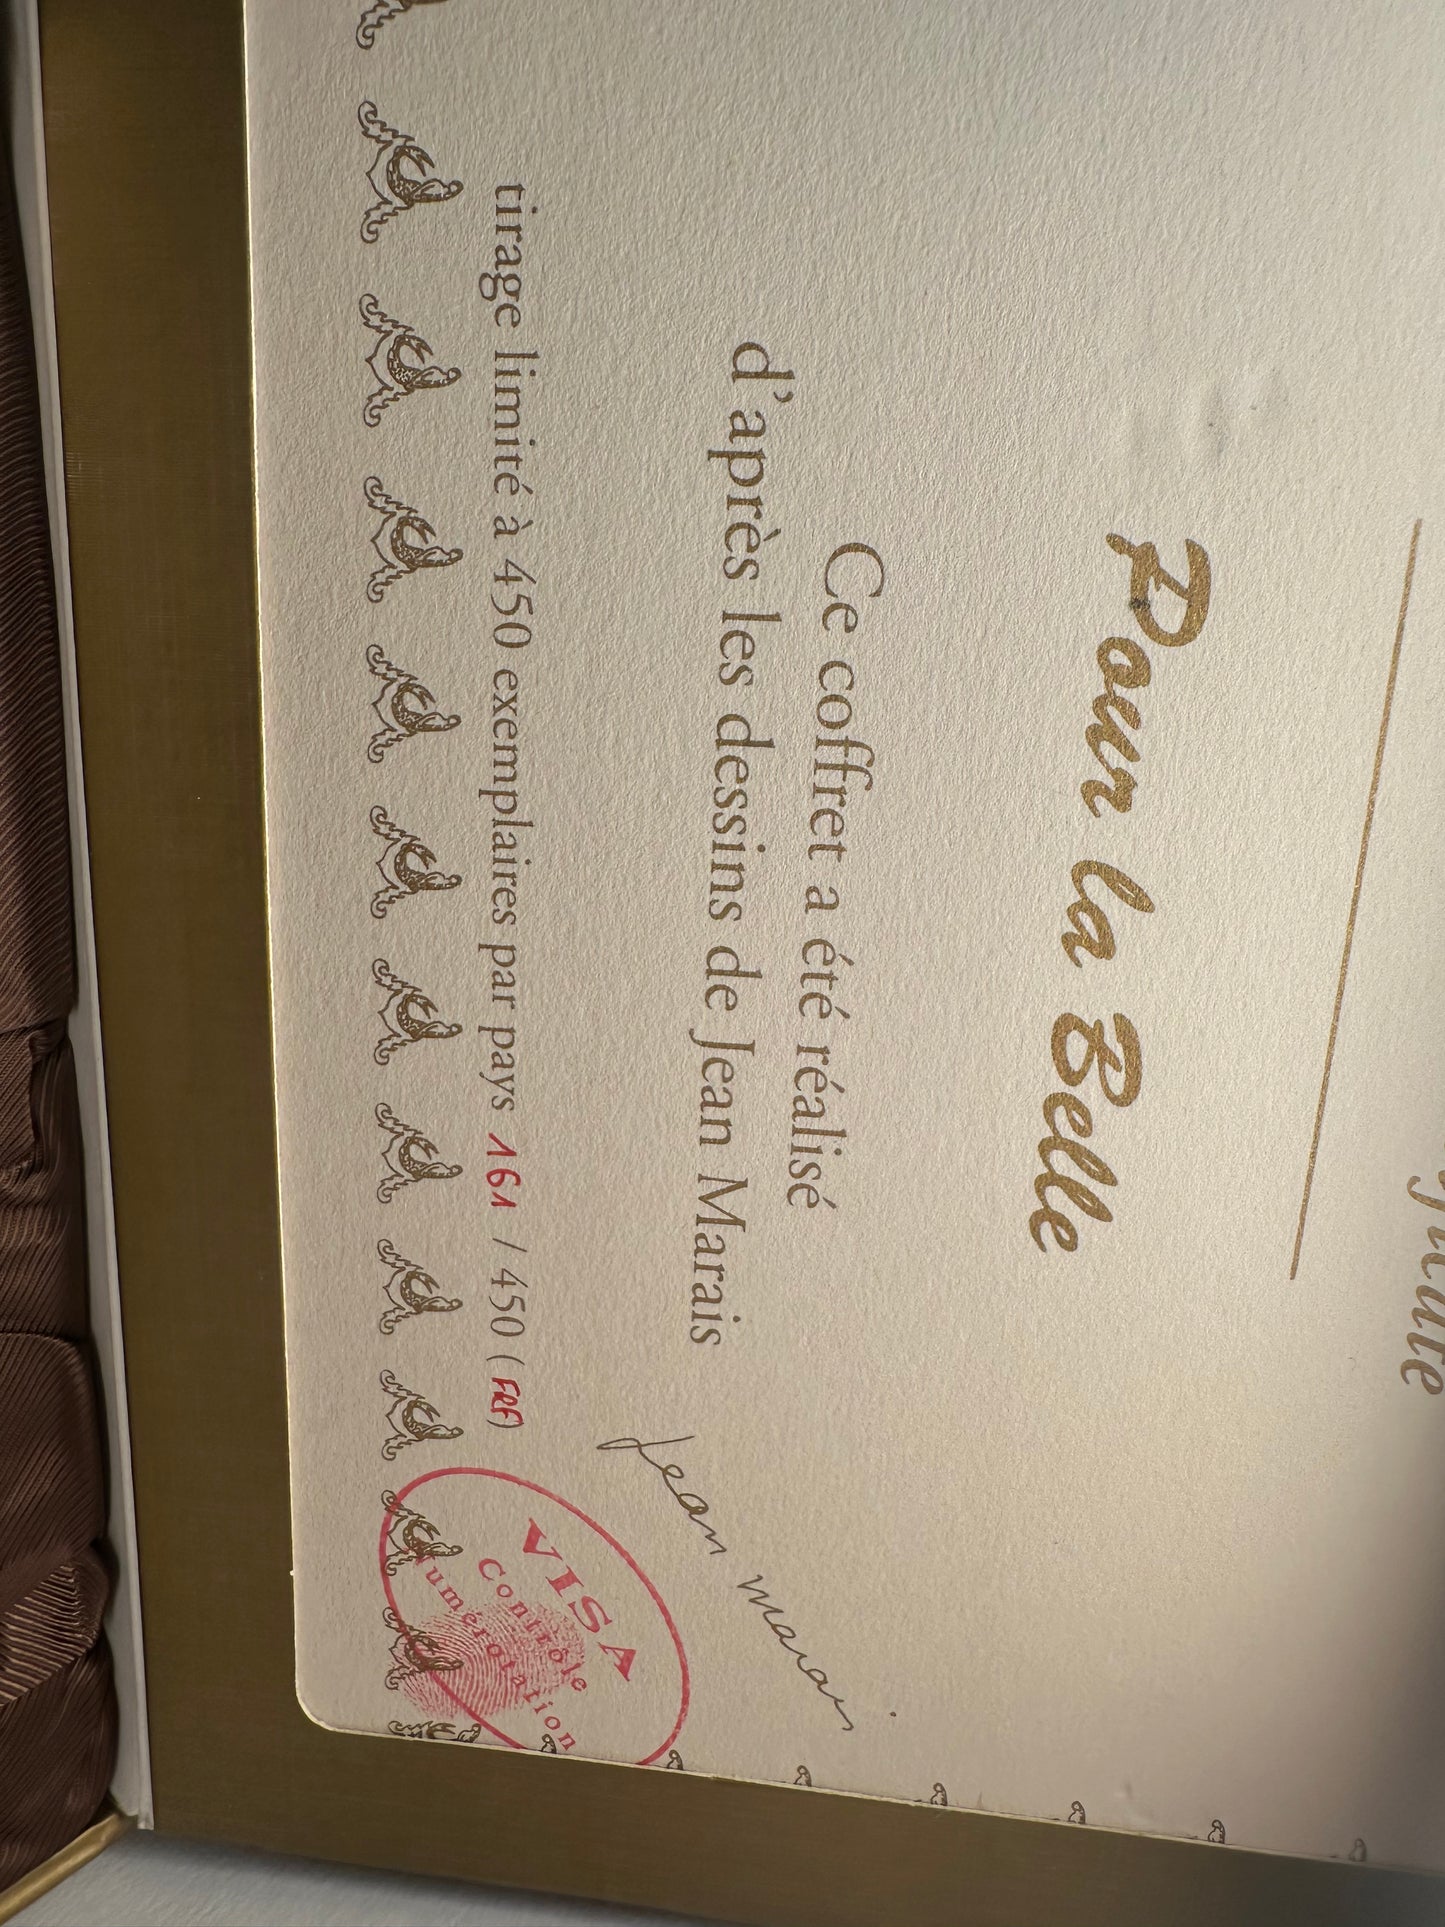 Pour la Belle
Ce coffret a été réalisé
d'après les dessins de Jean Marais
Jean Marais
tirage limité à 450 exemplaires par pays 161 / 450 (FRF)
VISA
Contrôle
Numérotation